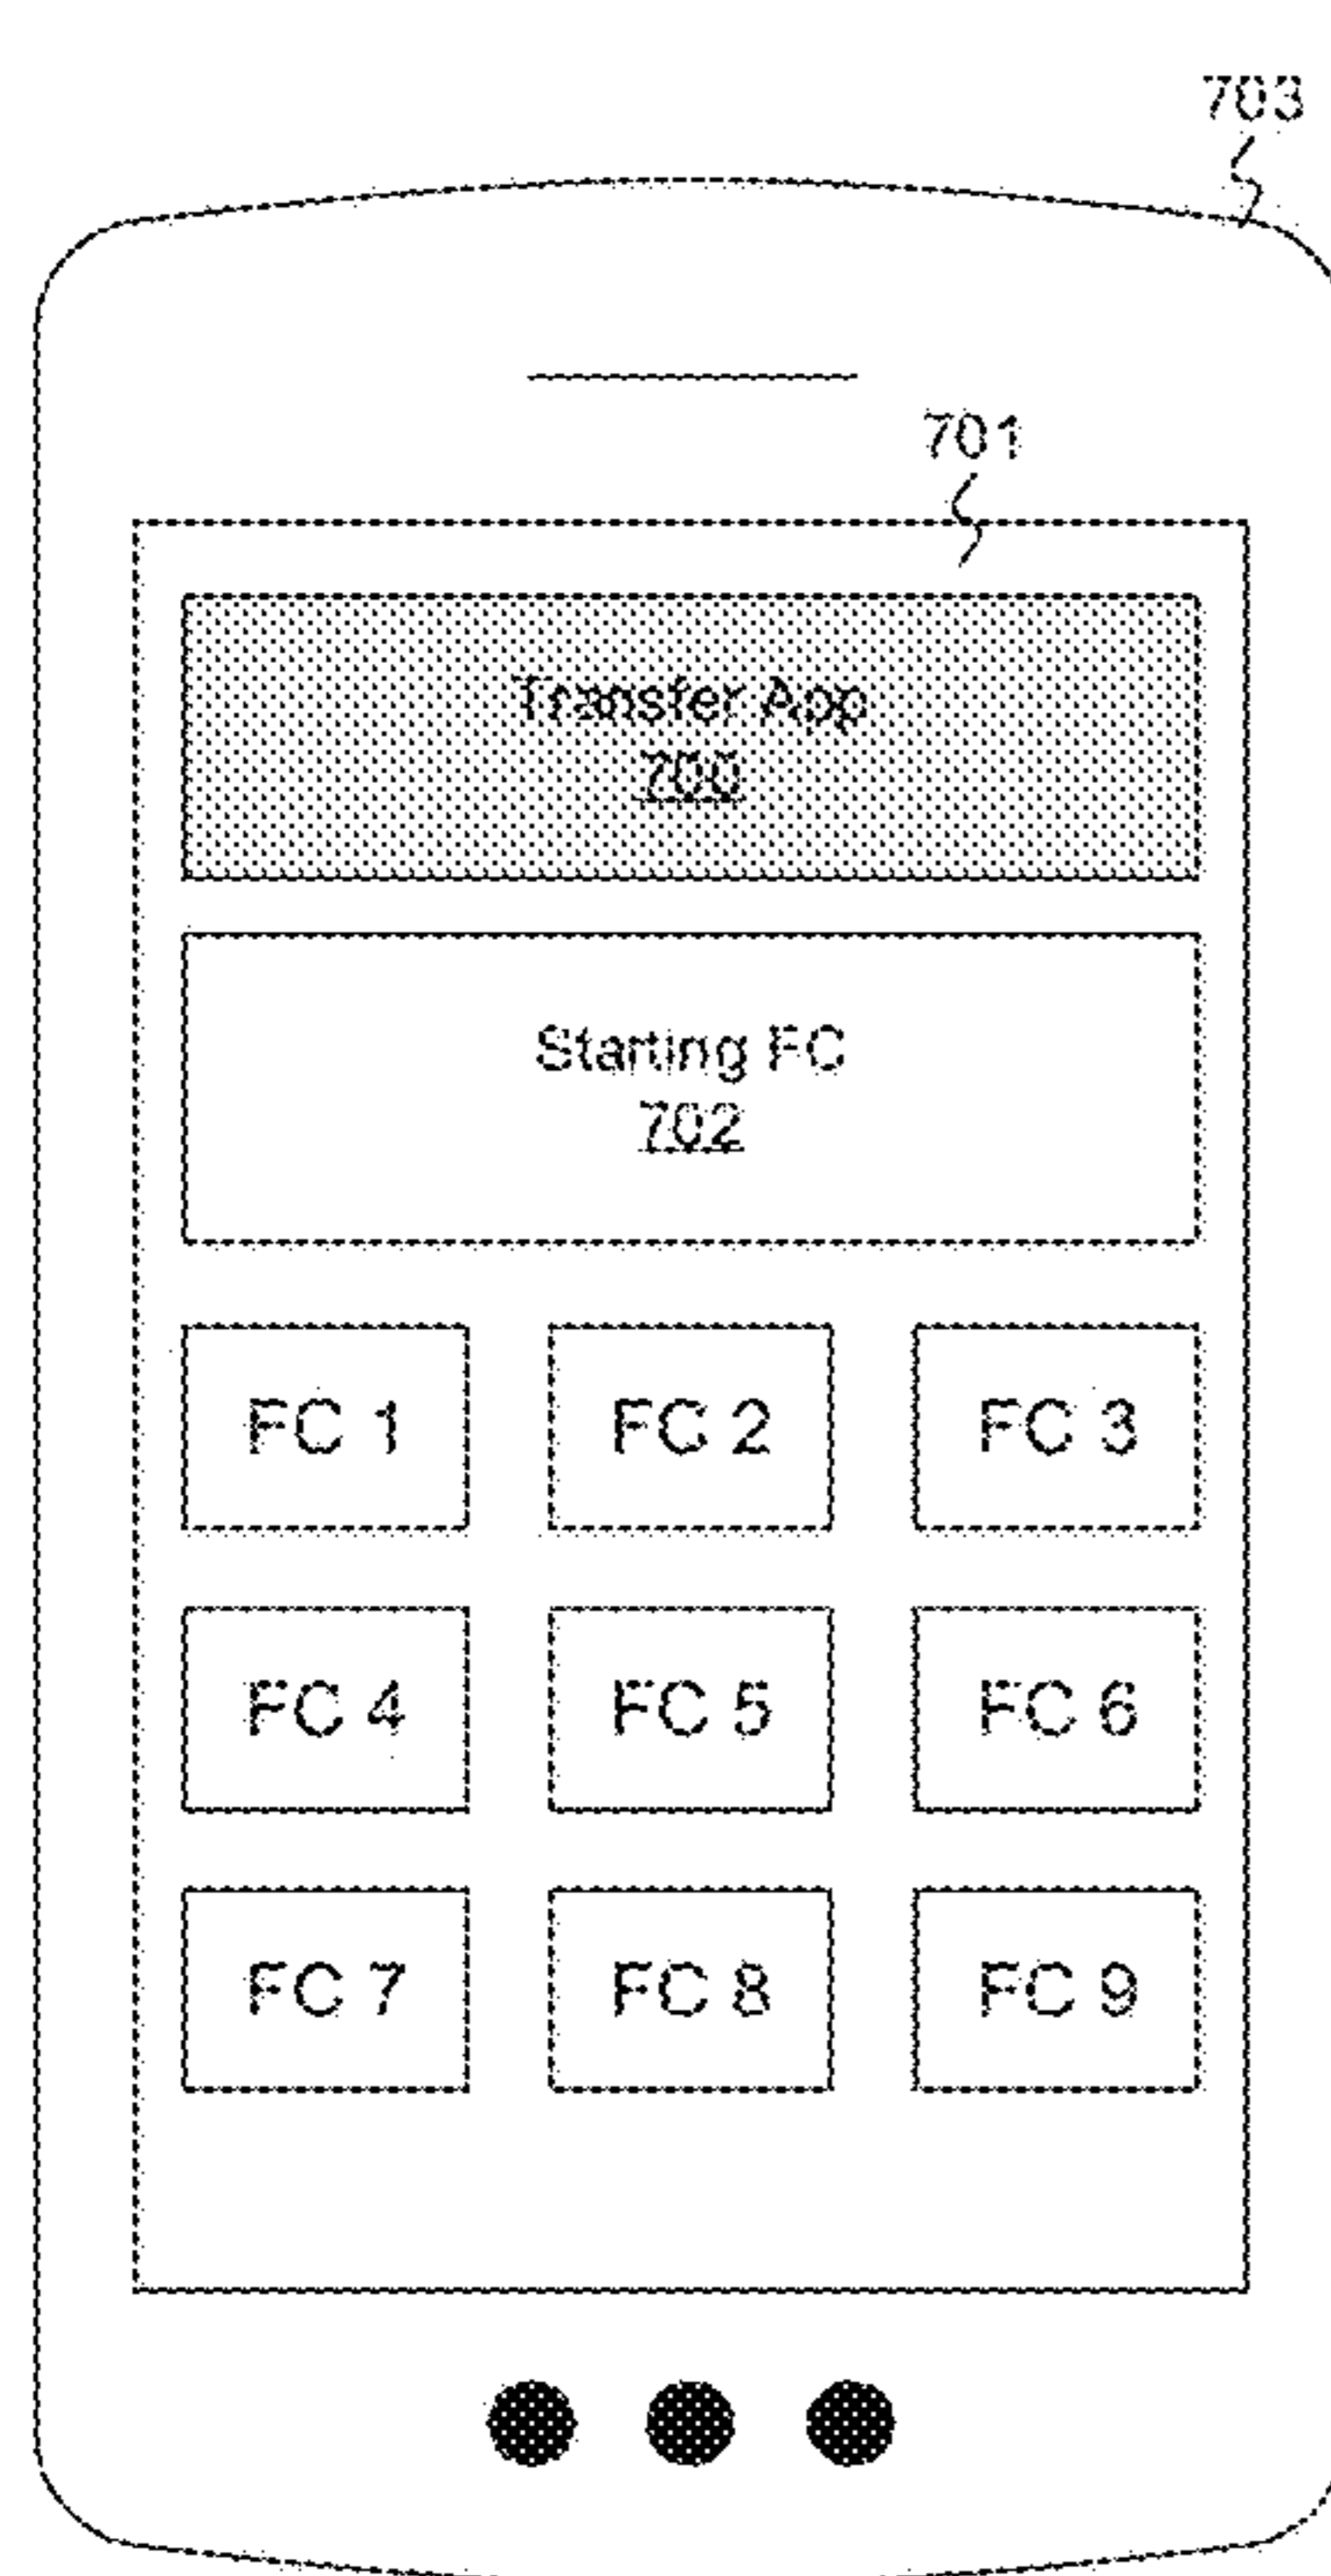 703
701
Transfer App
700
Starting FC
702
FC 1 FC 2 FC 3
FC 4 FC 5 FC 6
FC 7 FC 8 FC 9